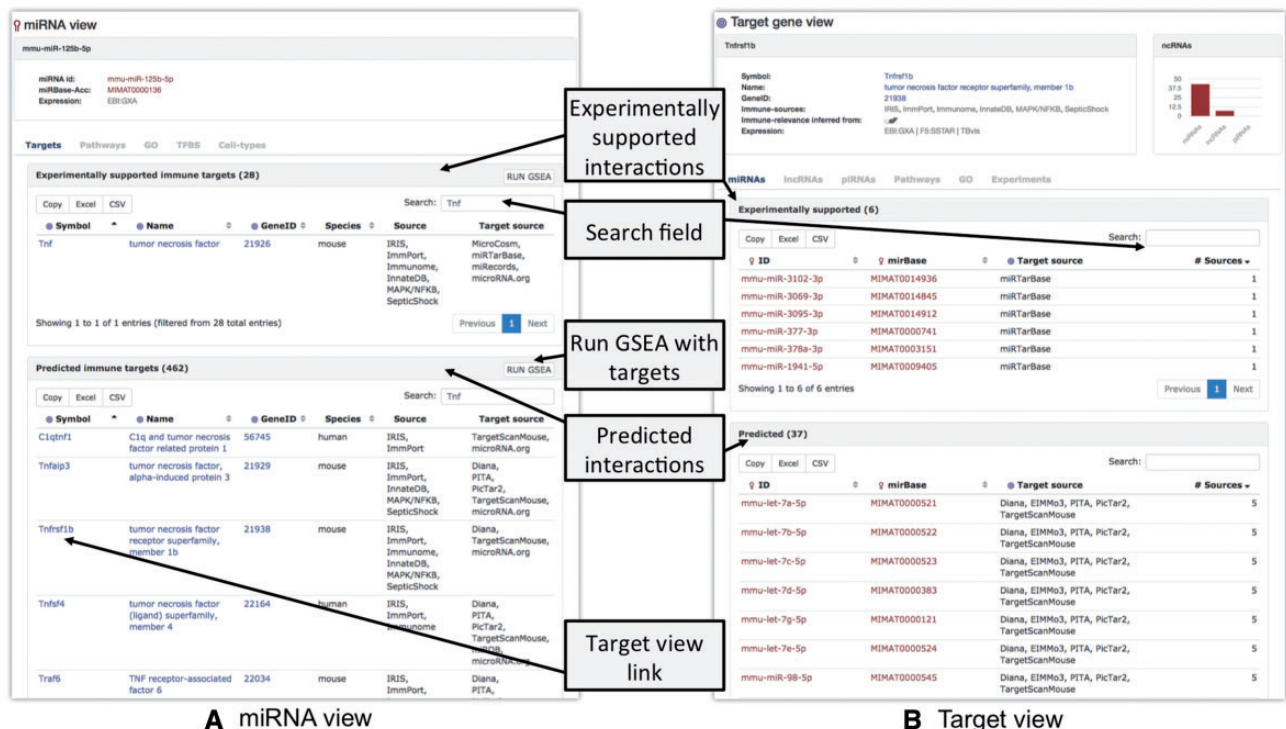 miRNA view
mmu-miR-125b-5p
miRNA id: mmu-miR-125b-5p
miRBase-Acc: MIMAT0000136
Expression: EBI:GXA
Targets Pathways GO TFBS Cell-types
Experimentally supported immune targets (28) RUN GSEA
Copy Excel CSV Search: Tnf
Symbol Name GeneID Species Source Target source
Tnf tumor necrosis factor 21926 mouse IRIS, MicroCosm,
ImmPort, miRTarBase,
Immunome, miRecords,
InnateDB, microRNA.org
MAPK/NFKB,
SepticShock
Showing 1 to 1 of 1 entries (filtered from 28 total entries) Previous 1 Next
Predicted immune targets (462) RUN GSEA
Copy Excel CSV Search: Tnf
Symbol Name GeneID Species Source Target source
C1qtnf1 C1q and tumor necrosis 56745 human IRIS, TargetScanMouse,
factor related protein 1 ImmPort microRNA.org
Tnfaip3 tumor necrosis factor, 21929 mouse IRIS, Diana,
alpha-induced protein 3 ImmPort, PITA,
InnateDB, PicTar2,
MAPK/NFKB, TargetScanMouse,
SepticShock microRNA.org
Tnfrsf1b tumor necrosis factor 21938 mouse IRIS, Diana,
receptor superfamily, ImmPort, TargetScanMouse,
member 1b Immunome, microRNA.org
InnateDB,
MAPK/NFKB,
SepticShock
Tnfsf4 tumor necrosis factor 22164 human IRIS, Diana,
(ligand) superfamily, ImmPort, PITA,
member 4 Immunome PicTar2,
TargetScanMouse,
miRDB,
microRNA.org
Traf6 TNF receptor-associated 22034 mouse IRIS, Diana,
factor 6 ImmPort, PITA,
A miRNA view
Experimentally
supported
interactions
Search field
Run GSEA with
targets
Predicted
interactions
Target view
link
Target gene view
Tnfrsf1b
Symbol: Tnfrsf1b
Name: tumor necrosis factor receptor superfamily, member 1b
GeneID: 21938
Immune-sources: IRIS, ImmPort, Immunome, InnateDB, MAPK/NFKB, SepticShock
Immune-relevance inferred from:
Expression: EBI:GXA | F5:SSTAR | TBvis
ncRNAs
50
37.5
25
12.5
0
miRNAs lncRNAs piRNAs
miRNAs lncRNAs piRNAs Pathways GO Experiments
Experimentally supported (6)
Copy Excel CSV Search:
ID mirBase Target source # Sources
mmu-miR-3102-3p MIMAT0014936 miRTarBase 1
mmu-miR-3069-3p MIMAT0014845 miRTarBase 1
mmu-miR-3095-3p MIMAT0014912 miRTarBase 1
mmu-miR-377-3p MIMAT0000741 miRTarBase 1
mmu-miR-378a-3p MIMAT0003151 miRTarBase 1
mmu-miR-1941-5p MIMAT0009405 miRTarBase 1
Showing 1 to 6 of 6 entries Previous 1 Next
Predicted (37)
Copy Excel CSV Search:
ID mirBase Target source # Sources
mmu-let-7a-5p MIMAT0000521 Diana, EIMMo3, PITA, PicTar2, 5
TargetScanMouse
mmu-let-7b-5p MIMAT0000522 Diana, EIMMo3, PITA, PicTar2, 5
TargetScanMouse
mmu-let-7c-5p MIMAT0000523 Diana, EIMMo3, PITA, PicTar2, 5
TargetScanMouse
mmu-let-7d-5p MIMAT0000383 Diana, EIMMo3, PITA, PicTar2, 5
TargetScanMouse
mmu-let-7g-5p MIMAT0000121 Diana, EIMMo3, PITA, PicTar2, 5
TargetScanMouse
mmu-let-7e-5p MIMAT0000524 Diana, EIMMo3, PITA, PicTar2, 5
TargetScanMouse
mmu-miR-98-5p MIMAT0000545 Diana, EIMMo3, PITA, PicTar2, 5
TargetScanMouse
B Target view